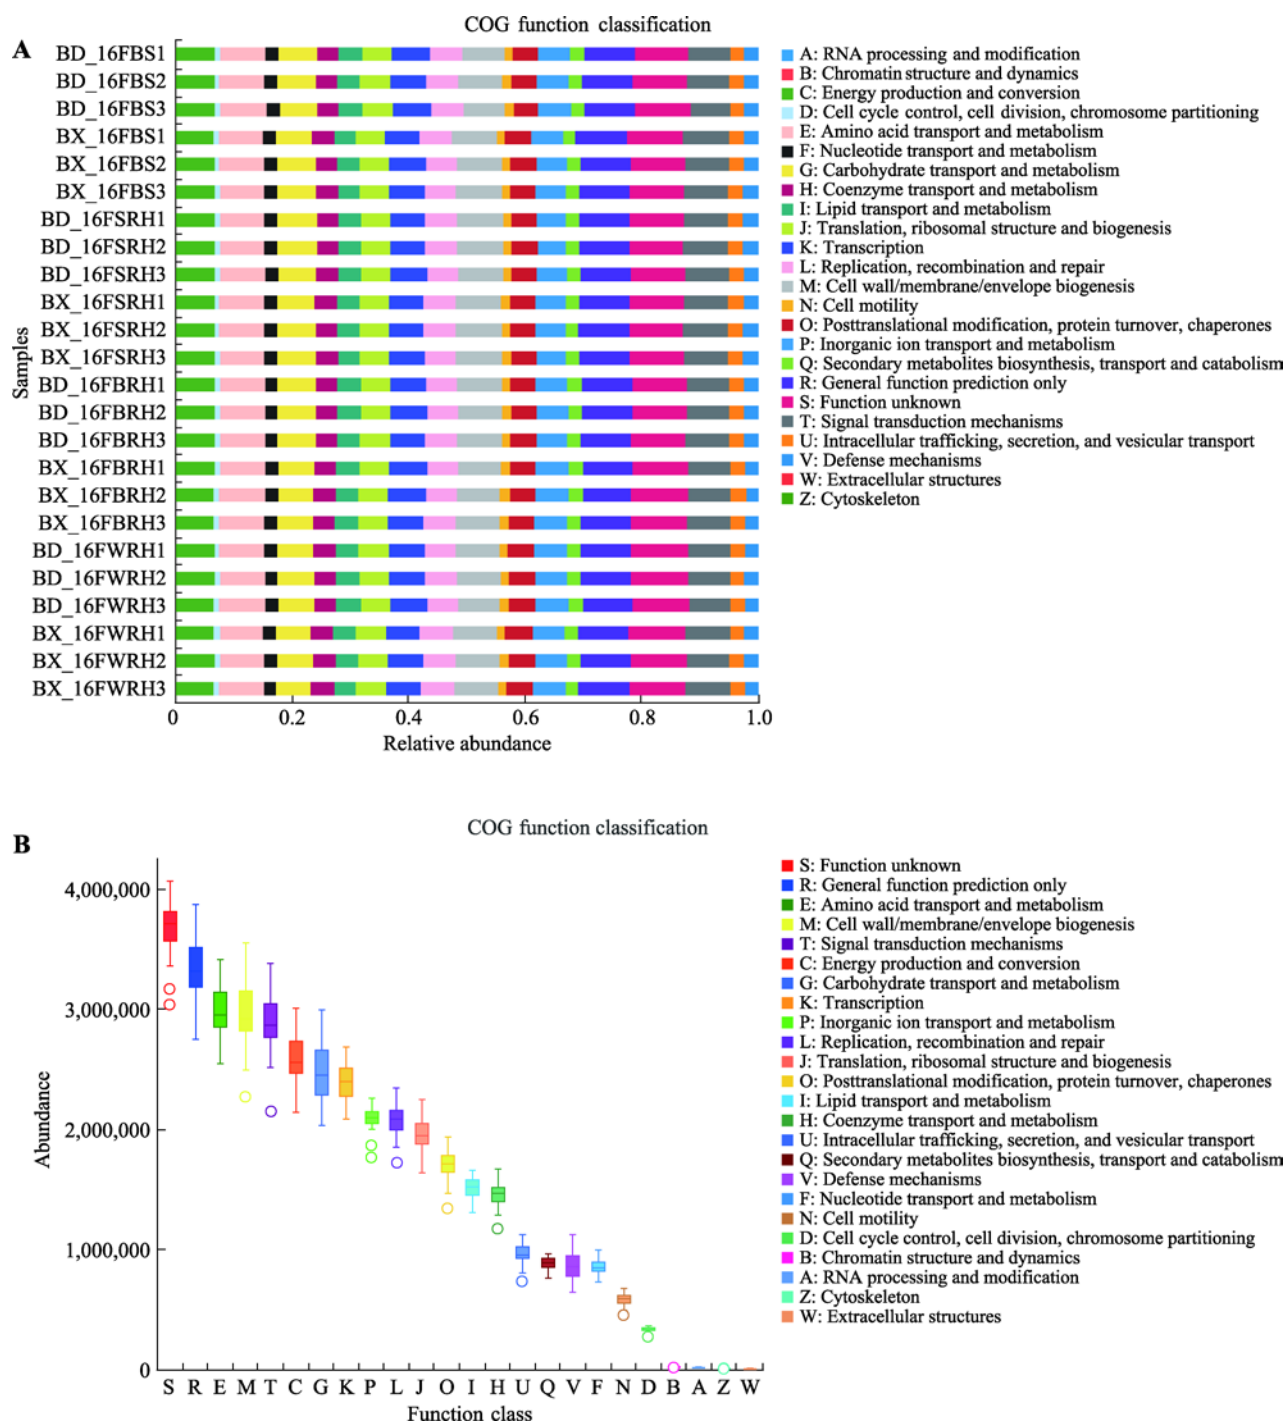 COG function classification
A
BD_16FBS1
BD_16FBS2
BD_16FBS3
BX_16FBS1
BX_16FBS2
BX_16FBS3
BD_16FSRH1
BD_16FSRH2
BD_16FSRH3
BX_16FSRH1
BX_16FSRH2
BX_16FSRH3
BD_16FBRH1
BD_16FBRH2
BD_16FBRH3
BX_16FBRH1
BX_16FBRH2
BX_16FBRH3
BD_16FWRH1
BD_16FWRH2
BD_16FWRH3
BX_16FWRH1
BX_16FWRH2
BX_16FWRH3
Samples
0 0.2 0.4 0.6 0.8 1.0
Relative abundance
A: RNA processing and modification
B: Chromatin structure and dynamics
C: Energy production and conversion
D: Cell cycle control, cell division, chromosome partitioning
E: Amino acid transport and metabolism
F: Nucleotide transport and metabolism
G: Carbohydrate transport and metabolism
H: Coenzyme transport and metabolism
I: Lipid transport and metabolism
J: Translation, ribosomal structure and biogenesis
K: Transcription
L: Replication, recombination and repair
M: Cell wall/membrane/envelope biogenesis
N: Cell motility
O: Posttranslational modification, protein turnover, chaperones
P: Inorganic ion transport and metabolism
Q: Secondary metabolites biosynthesis, transport and catabolism
R: General function prediction only
S: Function unknown
T: Signal transduction mechanisms
U: Intracellular trafficking, secretion, and vesicular transport
V: Defense mechanisms
W: Extracellular structures
Z: Cytoskeleton
COG function classification
B
4,000,000
3,000,000
2,000,000
1,000,000
0
Abundance
S R E M T C G K P L J O I H U Q V F N D B A Z W
Function class
S: Function unknown
R: General function prediction only
E: Amino acid transport and metabolism
M: Cell wall/membrane/envelope biogenesis
T: Signal transduction mechanisms
C: Energy production and conversion
G: Carbohydrate transport and metabolism
K: Transcription
P: Inorganic ion transport and metabolism
L: Replication, recombination and repair
J: Translation, ribosomal structure and biogenesis
O: Posttranslational modification, protein turnover, chaperones
I: Lipid transport and metabolism
H: Coenzyme transport and metabolism
U: Intracellular trafficking, secretion, and vesicular transport
Q: Secondary metabolites biosynthesis, transport and catabolism
V: Defense mechanisms
F: Nucleotide transport and metabolism
N: Cell motility
D: Cell cycle control, cell division, chromosome partitioning
B: Chromatin structure and dynamics
A: RNA processing and modification
Z: Cytoskeleton
W: Extracellular structures